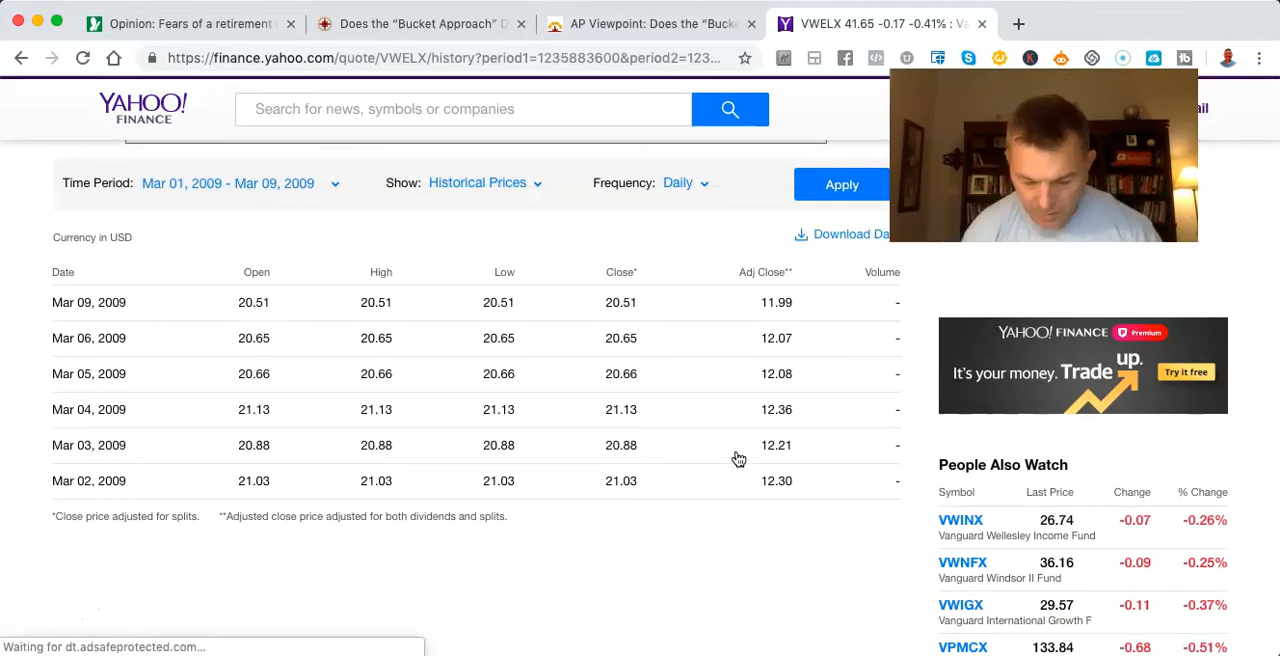 Opinion: Fears of a retirement
Does the “Bucket Approach” D
AP Viewpoint: Does the “Bucke
VWELX 41.65 -0.17 -0.41% : Va
https://finance.yahoo.com/quote/VWELX/history?period1=1235883600&period2=123...
YAHOO!
FINANCE
Search for news, symbols or companies
ail
Time Period: Mar 01, 2009 - Mar 09, 2009 Show: Historical Prices Frequency: Daily Apply
Currency in USD Download Da
Date Open High Low Close* Adj Close** Volume
Mar 09, 2009 20.51 20.51 20.51 20.51 11.99 -
Mar 06, 2009 20.65 20.65 20.65 20.65 12.07 -
Mar 05, 2009 20.66 20.66 20.66 20.66 12.08 -
Mar 04, 2009 21.13 21.13 21.13 21.13 12.36 -
Mar 03, 2009 20.88 20.88 20.88 20.88 12.21 -
Mar 02, 2009 21.03 21.03 21.03 21.03 12.30 -
*Close price adjusted for splits. **Adjusted close price adjusted for both dividends and splits.
YAHOO! FINANCE Premium
It's your money. Trade up.
Try it free
People Also Watch
Symbol Last Price Change % Change
VWINX 26.74 -0.07 -0.26%
Vanguard Wellesley Income Fund
VWNFX 36.16 -0.09 -0.25%
Vanguard Windsor II Fund
VWIGX 29.57 -0.11 -0.37%
Vanguard International Growth F
VPMCX 133.84 -0.68 -0.51%
Waiting for dt.adsafeprotected.com...